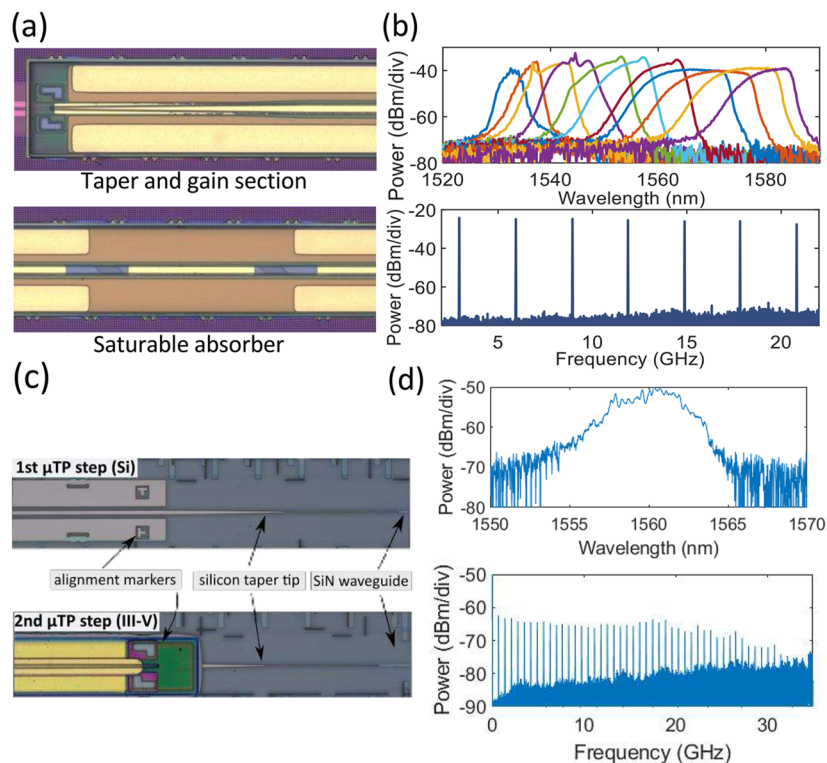 (a)
Taper and gain section
Saturable absorber
(b)
Power (dBm/div)
-20
-40
-60
-80
1520
1540
1560
1580
Wavelength (nm)
Power (dBm/div)
-20
-40
-60
-80
5
10
15
20
Frequency (GHz)
(c)
1st µTP step (Si)
alignment markers
silicon taper tip
SiN waveguide
2nd µTP step (III-V)
(d)
Power (dBm/div)
-50
-60
-70
-80
1550
1555
1560
1565
1570
Wavelength (nm)
Power (dBm/div)
-50
-60
-70
-80
-90
0
10
20
30
Frequency (GHz)